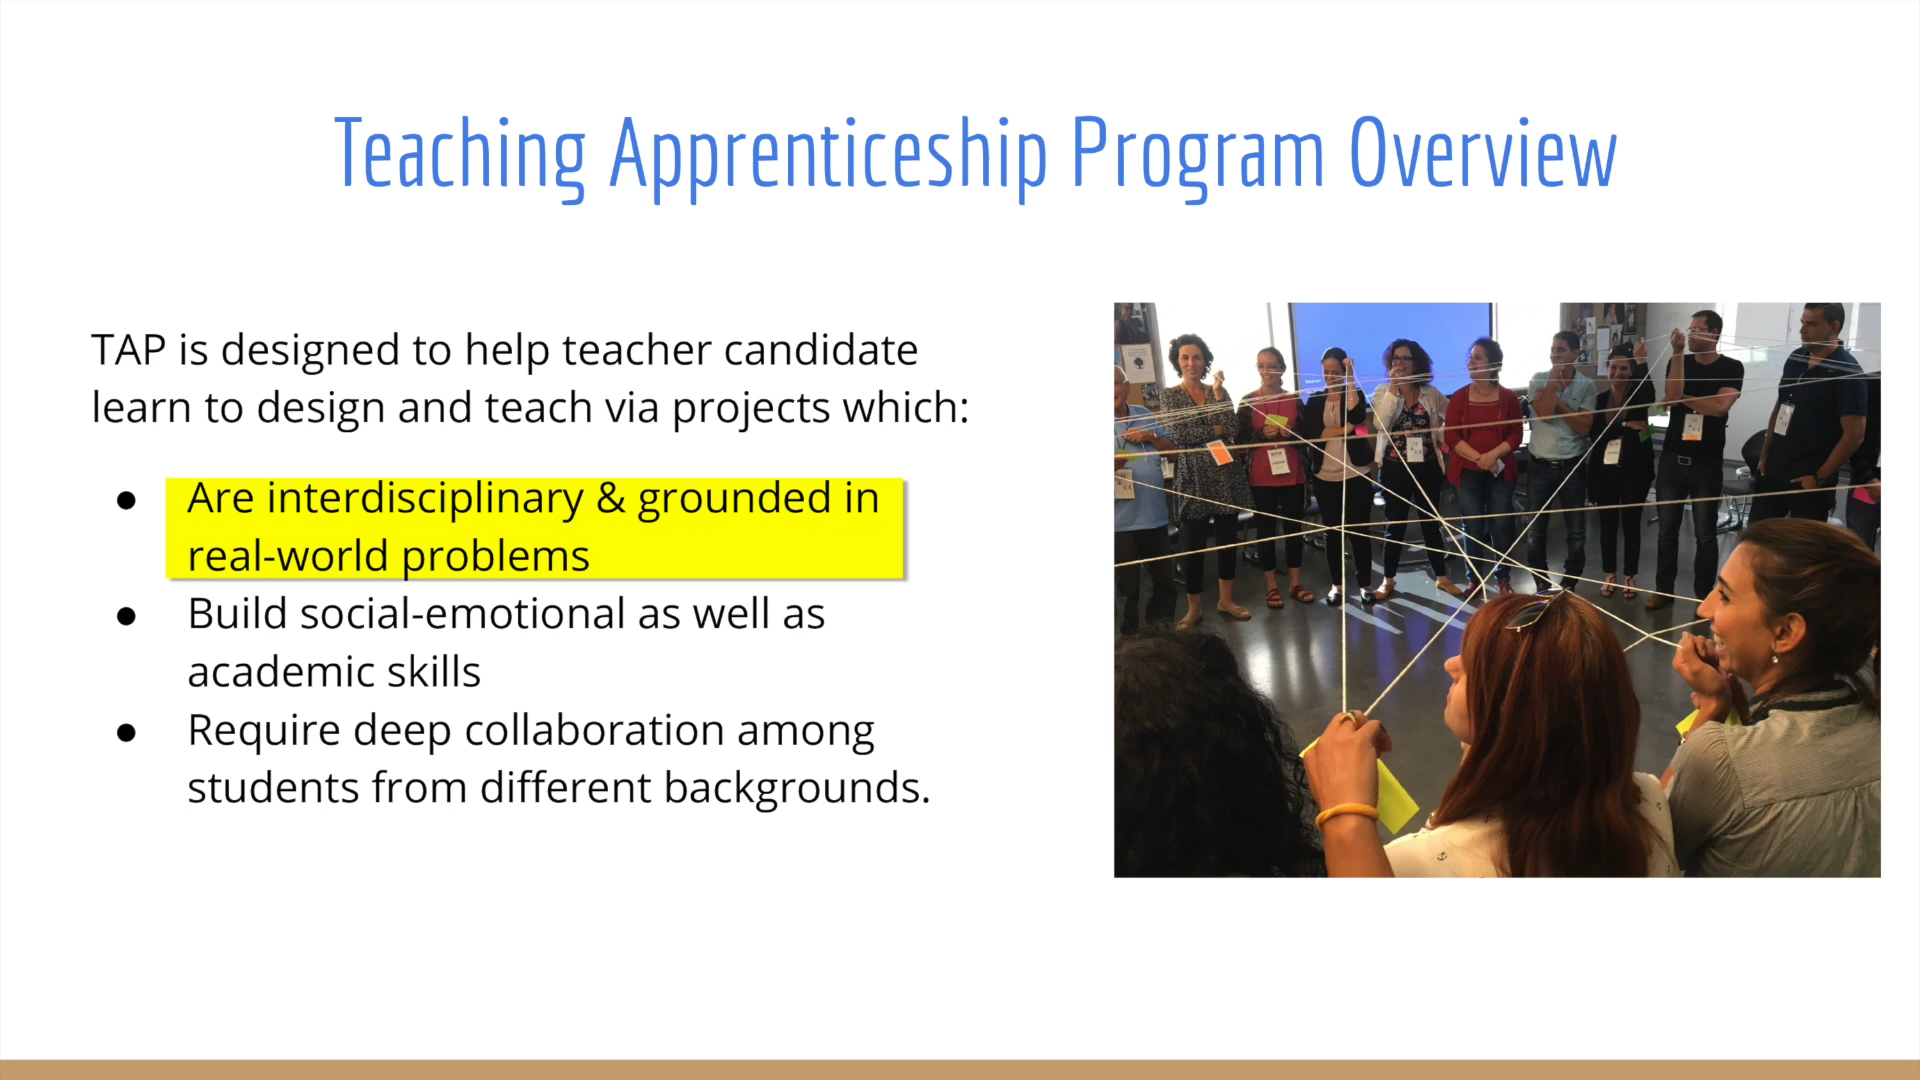 Teaching Apprenticeship Program Overview
TAP is designed to help teacher candidate
learn to design and teach via projects which:
● Are interdisciplinary & grounded in
real-world problems
● Build social-emotional as well as
academic skills
● Require deep collaboration among
students from different backgrounds.